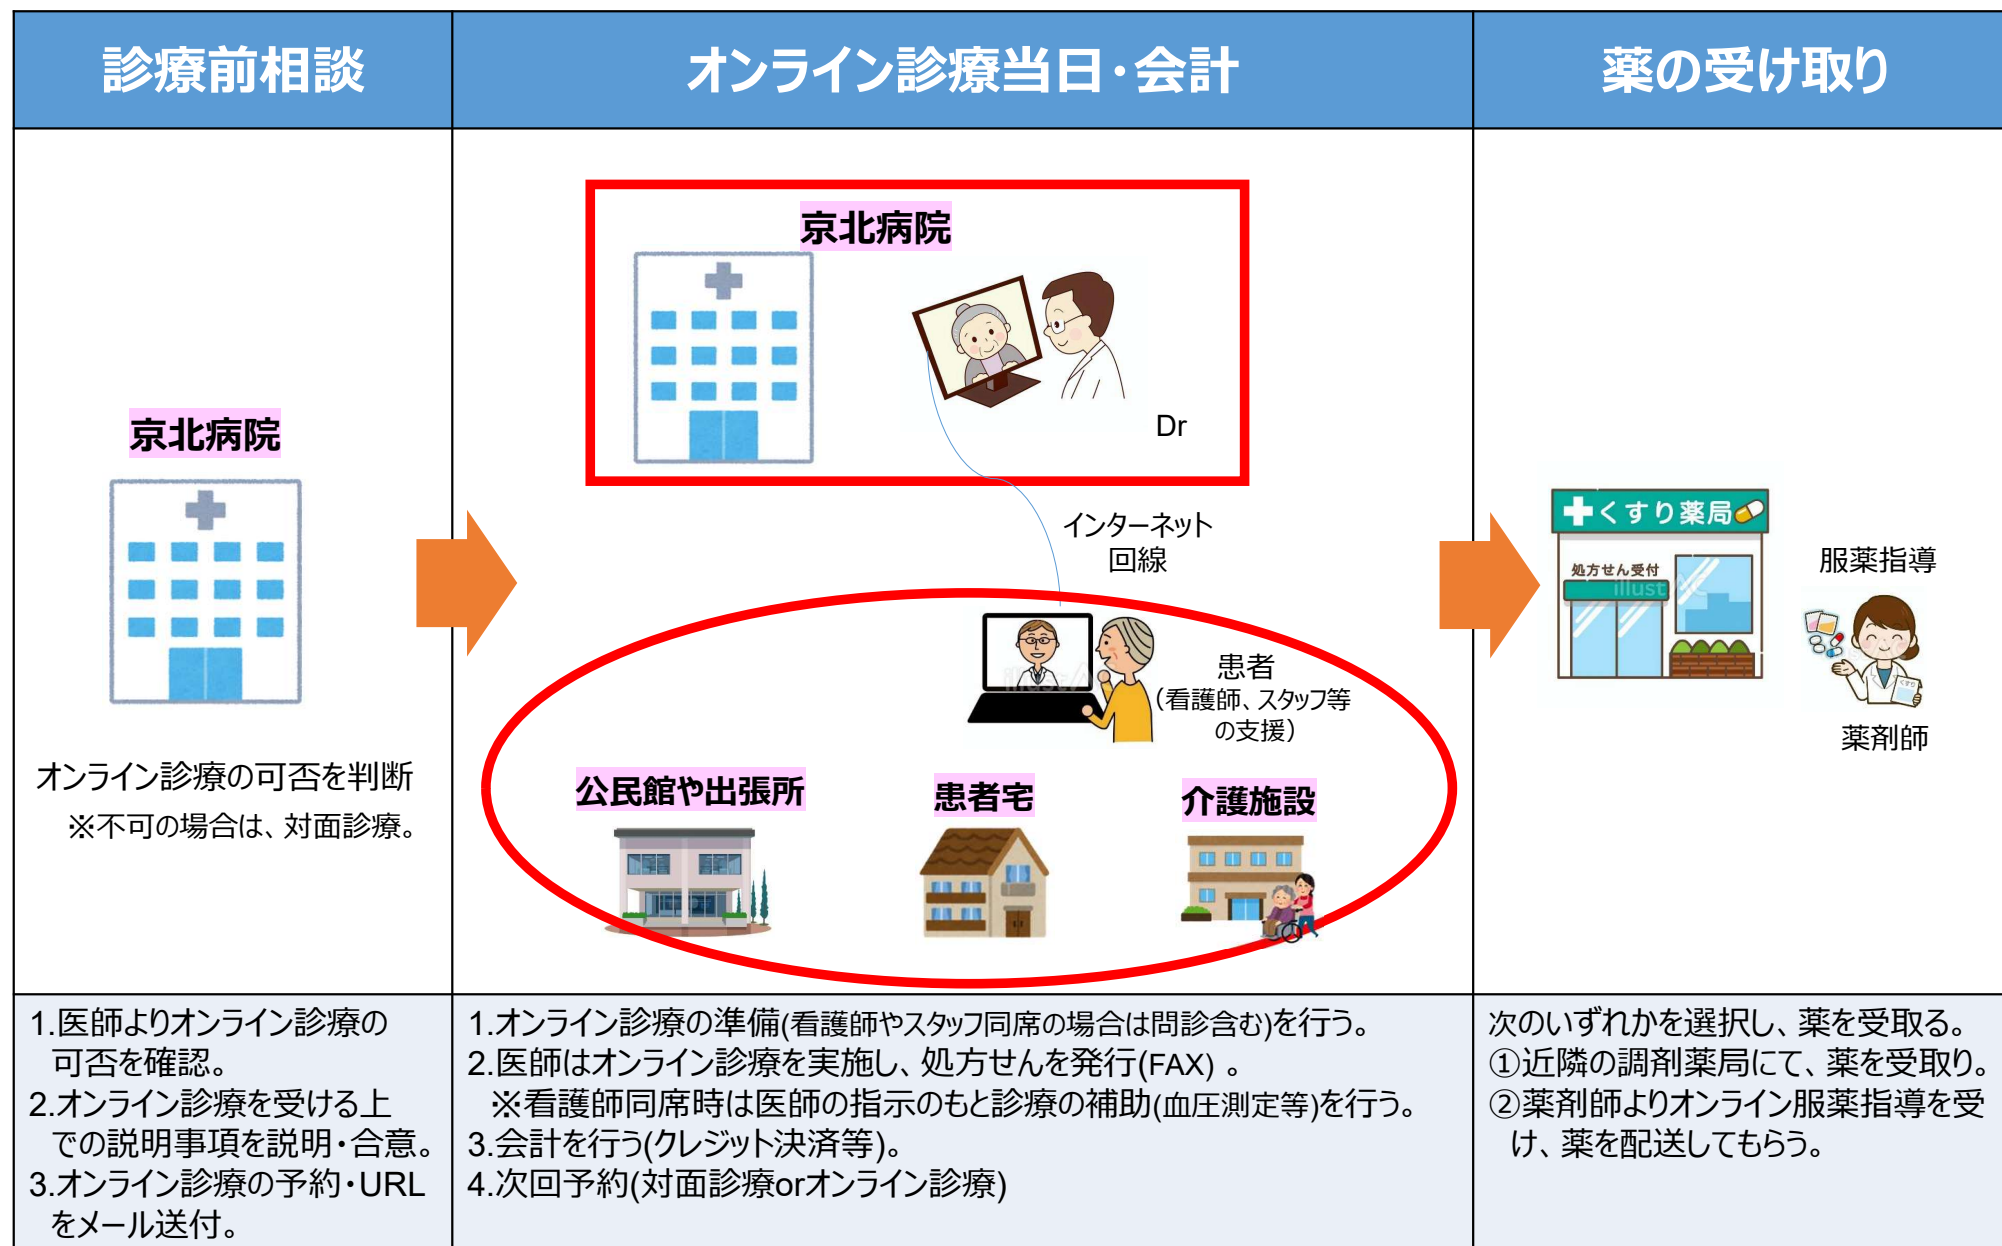 診療前相談
オンライン診療当日・会計
薬の受け取り
京北病院
オンライン診療の可否を判断
※不可の場合は、対面診療。
京北病院
Dr
インターネット
回線
患者
（看護師、スタッフ等
の支援）
公民館や出張所
患者宅
介護施設
くすり薬局
処方せん受付
illust AC
服薬指導
くすり
薬剤師
1.医師よりオンライン診療の
可否を確認。
2.オンライン診療を受ける上
での説明事項を説明・合意。
3.オンライン診療の予約・URL
をメール送付。
1.オンライン診療の準備(看護師やスタッフ同席の場合は問診含む)を行う。
2.医師はオンライン診療を実施し、処方せんを発行(FAX) 。
※看護師同席時は医師の指示のもと診療の補助(血圧測定等)を行う。
3.会計を行う(クレジット決済等)。
4.次回予約(対面診療orオンライン診療)
次のいずれかを選択し、薬を受取る。
①近隣の調剤薬局にて、薬を受取り。
②薬剤師よりオンライン服薬指導を受
け、薬を配送してもらう。